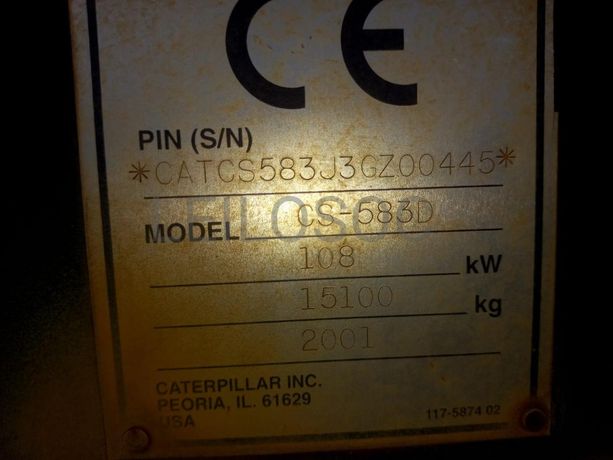 CE
PIN (S/N)
*CATCS583J3GZ00445*
LEILOSOC
MODEL CS-583D
108 kW
15100 kg
2001
CATERPILLAR INC.
PEORIA, IL. 61629
USA
117-5874 02